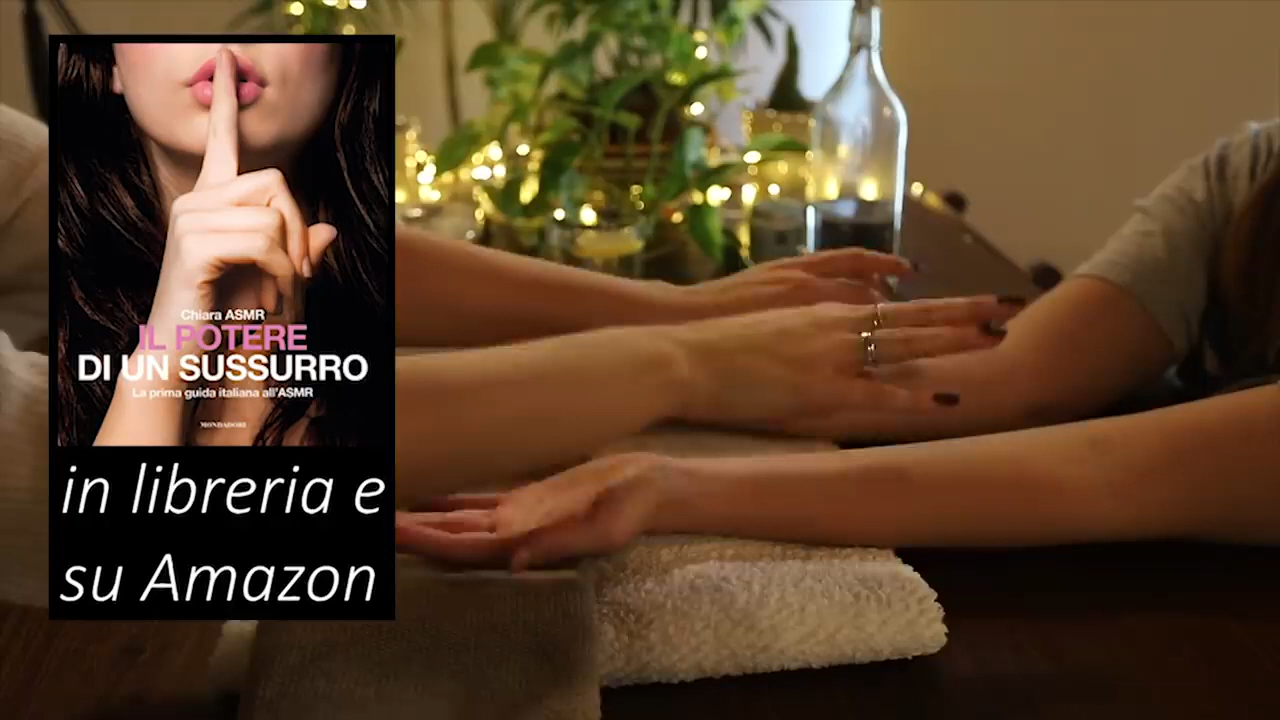 Chiara ASMR
IL POTERE
DI UN SUSSURRO
La prima guida italiana all'ASMR
MONDADORI
in libreria e
su Amazon